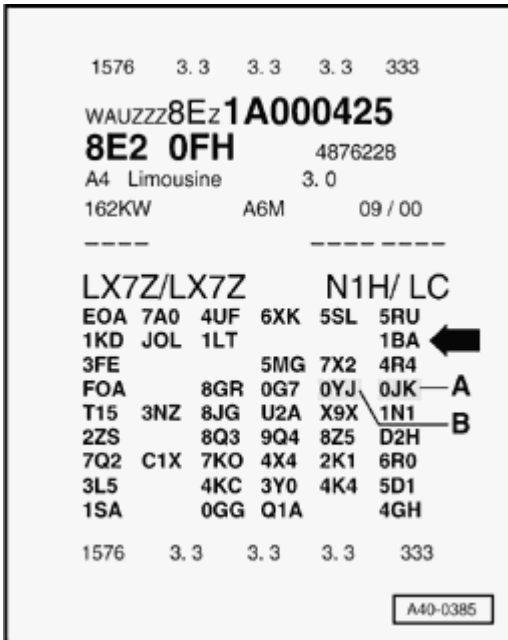 1576 3. 3 3. 3 3. 3 333
WAUZZZ8EZ1A000425
8E2 0FH 4876228
A4 Limousine 3. 0
162KW A6M 09 / 00
---- ---- ----
LX7Z/LX7Z N1H/ LC
EOA 7A0 4UF 6XK 5SL 5RU
1KD JOL 1LT 1BA
3FE 5MG 7X2 4R4
FOA 8GR 0G7 0YJ 0JK A
T15 3NZ 8JG U2A X9X 1N1 B
2ZS 8Q3 9Q4 8Z5 D2H
7Q2 C1X 7KO 4X4 2K1 6R0
3L5 4KC 3Y0 4K4 5D1
1SA 0GG Q1A 4GH
1576 3. 3 3. 3 3. 3 333
A40-0385